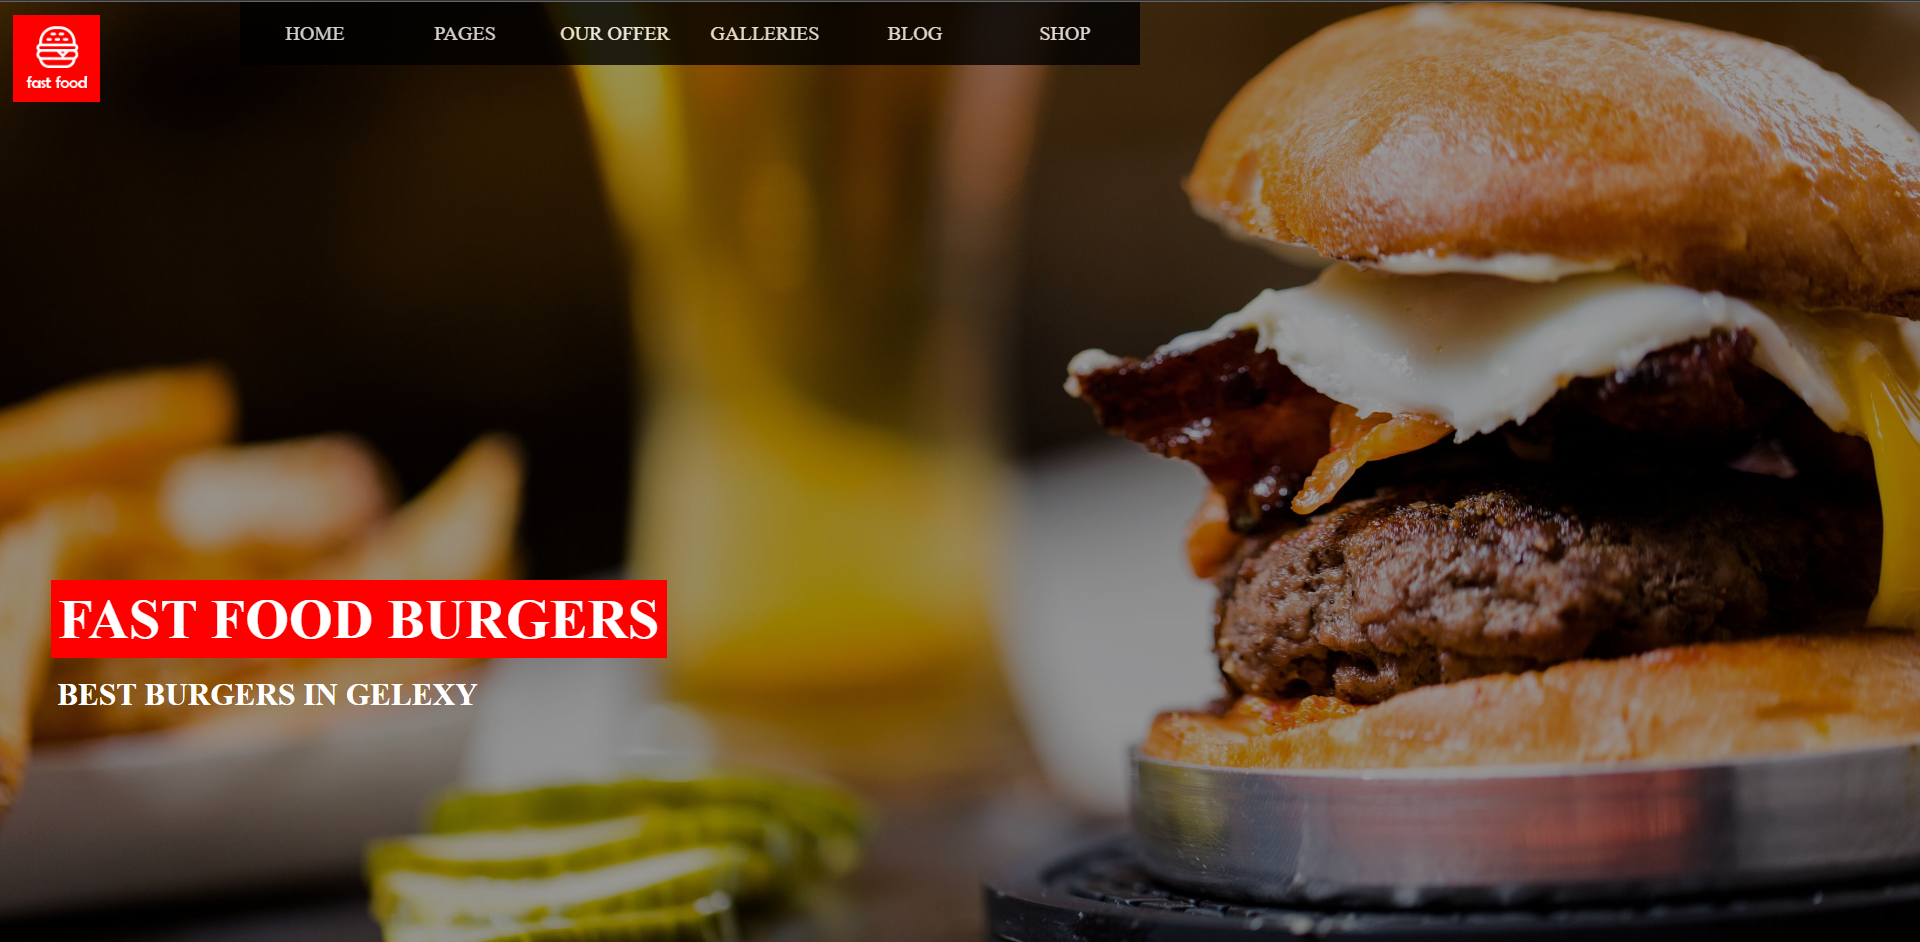 fast food
HOME PAGES OUR OFFER GALLERIES BLOG SHOP
FAST FOOD BURGERS
BEST BURGERS IN GELEXY